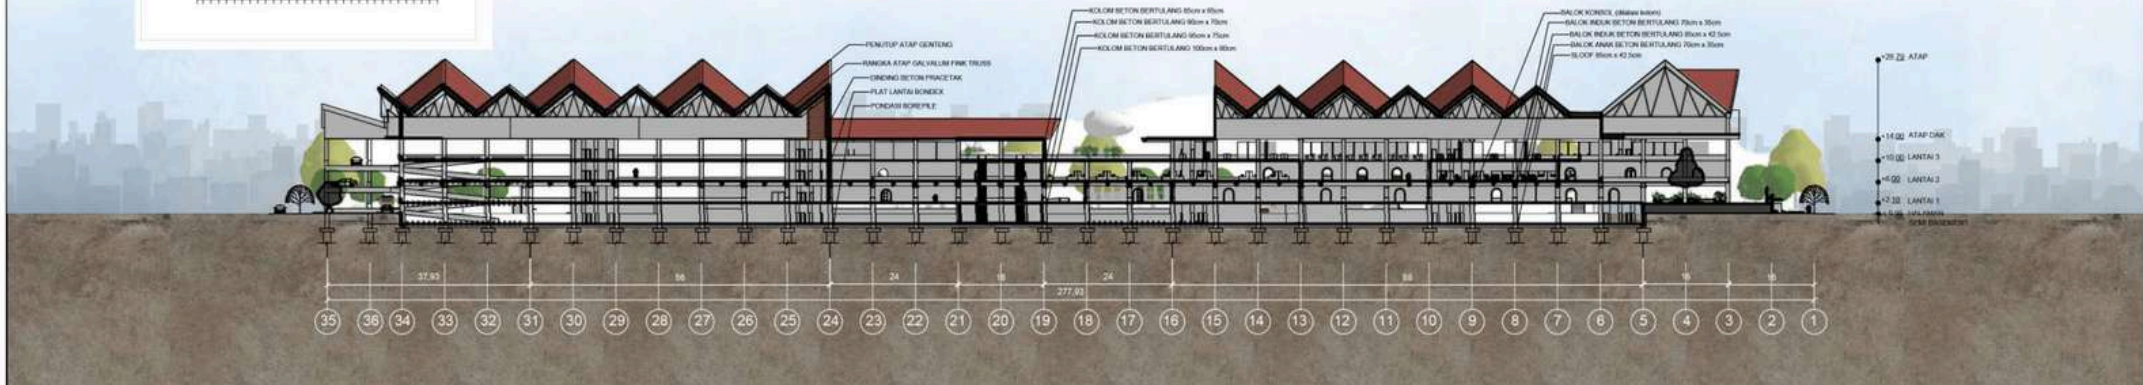 KOLOM BETON BERTULANG 85cm x 85cm
KOLOM BETON BERTULANG 90cm x 70cm
KOLOM BETON BERTULANG 95cm x 75cm
KOLOM BETON BERTULANG 100cm x 80cm
BALOK KONSOL (dilatasi kolom)
BALOK INDUK BETON BERTULANG 70cm x 35cm
BALOK INDUK BETON BERTULANG 85cm x 42.5cm
BALOK ANAK BETON BERTULANG 70cm x 35cm
SLOOF 85cm x 42.5cm
PENUTUP ATAP GENTENG
RANGKA ATAP GALVALUM FINK TRUSS
DINDING BETON PRACETAK
PLAT LANTAI BONDEK
PONDASI BOREPILE
ATAP
+14.00 ATAP DAK
+10.00 LANTAI 3
+6.00 LANTAI 2
+2.10 LANTAI 1
HALAMAN
SEMI BASEMENT
37,93 24 16 24 16 16
277,93
35 36 34 33 32 31 30 29 28 27 26 25 24 23 22 21 20 19 18 17 16 15 14 13 12 11 10 9 8 7 6 5 4 3 2 1